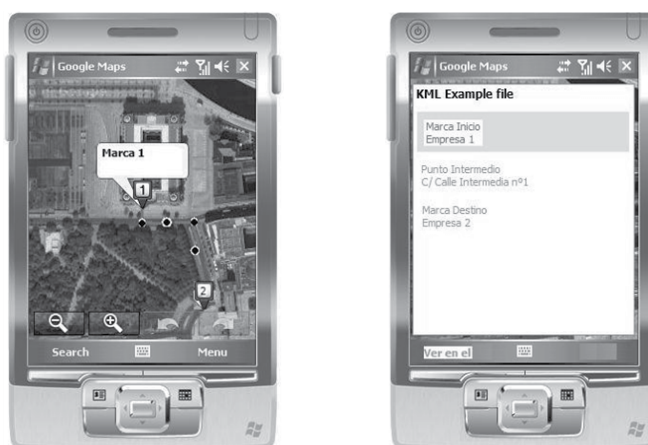 Google Maps
Marca 1
1
2
Search
Menu
Google Maps
KML Example file
Marca Inicio
Empresa 1
Punto Intermedio
C/ Calle Intermedia nº1
Marca Destino
Empresa 2
Ver en el